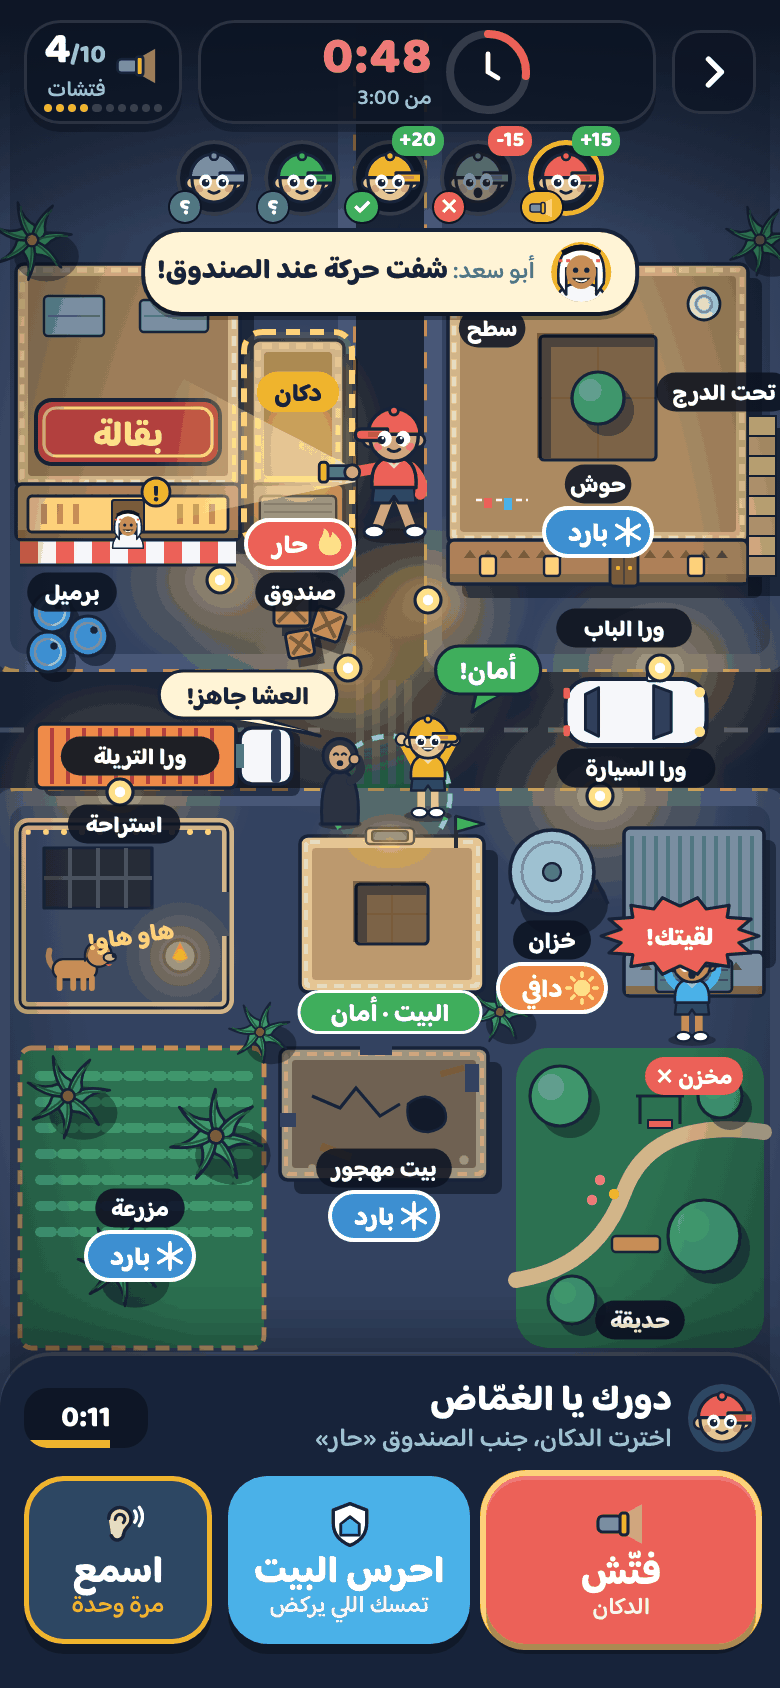 4/10
فتشات
0:48
من 3:00
+20
-15
+15
؟
؟
أبو سعد: شفت حركة عند الصندوق!
سطح
دكان
تحت الدرج
بقالة
!
حوش
بارد
حار
برميل
صندوق
ورا الباب
أمان!
العشا جاهز!
ورا التريلة
ورا السيارة
استراحة
هاو هاو!
خزان
لقيتك!
دافي
البيت · أمان
مخزن ×
بيت مهجور
بارد
مزرعة
بارد
حديقة
دورك يا الغمّاض
اخترت الدكان، جنب الصندوق «حار»
0:11
فتّش
الدكان
احرس البيت
تمسك اللي يركض
اسمع
مرة وحدة